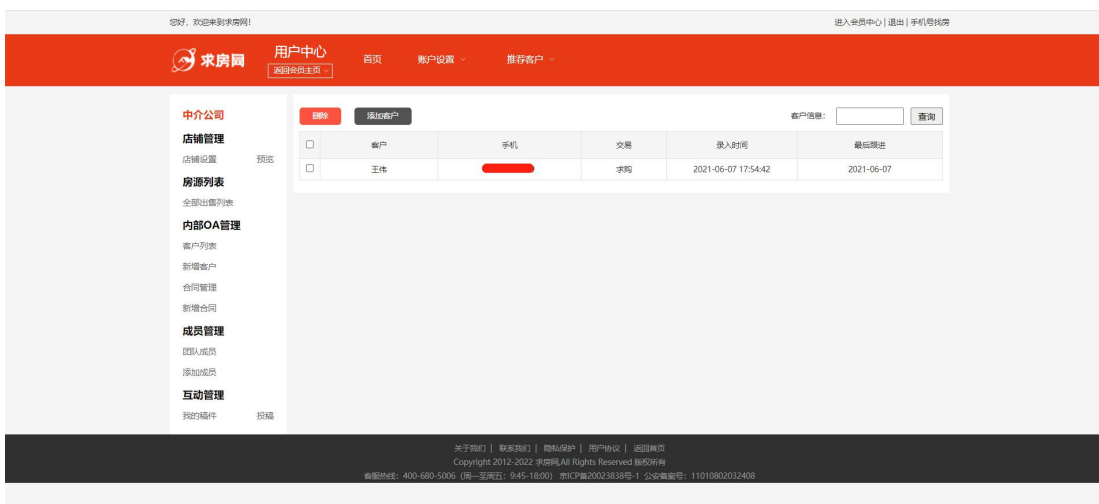 您好，欢迎来到求房网!
进入会员中心 | 退出 | 手机号找房
求房网
用户中心
返回会员主页
首页
账户设置
推荐客户
中介公司
店铺管理
店铺设置 预览
房源列表
全部出售列表
内部OA管理
客户列表
新增客户
合同管理
新增合同
成员管理
团队成员
添加成员
互动管理
我的稿件 投稿
删除 添加客户 客户信息： 查询
客户 手机 交易 录入时间 最后跟进
王伟 求购 2021-06-07 17:54:42 2021-06-07
关于我们 | 联系我们 | 隐私保护 | 用户协议 | 返回首页
Copyright 2012-2022 求房网,All Rights Reserved 版权所有
客服热线：400-680-5006（周一至周五：9:45-18:00） 京ICP备20023838号-1 公安备案号：11010802032408